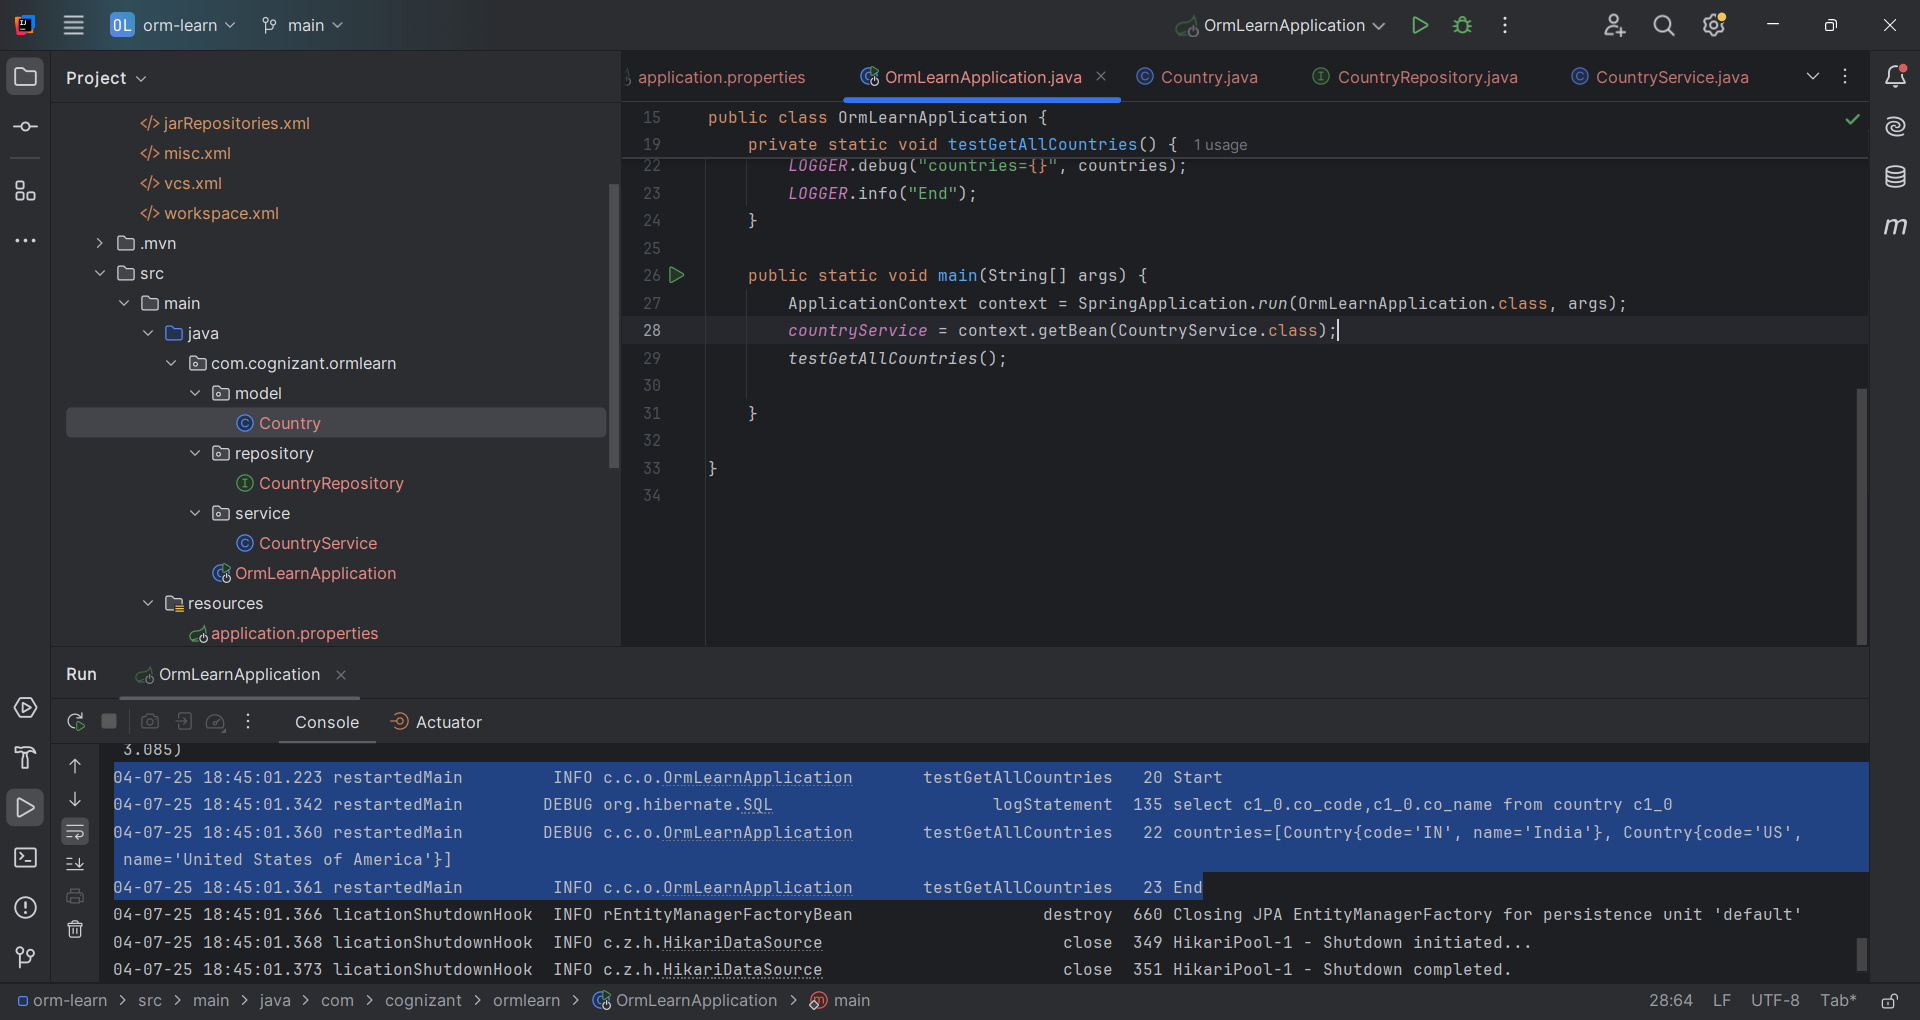 OL orm-learn main OrmLearnApplication
Project
jarRepositories.xml
misc.xml
vcs.xml
workspace.xml
.mvn
src
main
java
com.cognizant.ormlearn
model
Country
repository
CountryRepository
service
CountryService
OrmLearnApplication
resources
application.properties
application.properties OrmLearnApplication.java Country.java CountryRepository.java CountryService.java
15 public class OrmLearnApplication {
19 private static void testGetAllCountries() { 1 usage
22 LOGGER.debug("countries={}", countries);
23 LOGGER.info("End");
24 }
25
26 public static void main(String[] args) {
27 ApplicationContext context = SpringApplication.run(OrmLearnApplication.class, args);
28 countryService = context.getBean(CountryService.class);
29 testGetAllCountries();
30
31 }
32
33 }
34
Run OrmLearnApplication
Console Actuator
3.085)
04-07-25 18:45:01.223 restartedMain INFO c.c.o.OrmLearnApplication testGetAllCountries 20 Start
04-07-25 18:45:01.342 restartedMain DEBUG org.hibernate.SQL logStatement 135 select c1_0.co_code,c1_0.co_name from country c1_0
04-07-25 18:45:01.360 restartedMain DEBUG c.c.o.OrmLearnApplication testGetAllCountries 22 countries=[Country{code='IN', name='India'}, Country{code='US',
name='United States of America'}]
04-07-25 18:45:01.361 restartedMain INFO c.c.o.OrmLearnApplication testGetAllCountries 23 End
04-07-25 18:45:01.366 licationShutdownHook INFO rEntityManagerFactoryBean destroy 660 Closing JPA EntityManagerFactory for persistence unit 'default'
04-07-25 18:45:01.368 licationShutdownHook INFO c.z.h.HikariDataSource close 349 HikariPool-1 - Shutdown initiated...
04-07-25 18:45:01.373 licationShutdownHook INFO c.z.h.HikariDataSource close 351 HikariPool-1 - Shutdown completed.
orm-learn > src > main > java > com > cognizant > ormlearn > OrmLearnApplication > main 28:64 LF UTF-8 Tab*